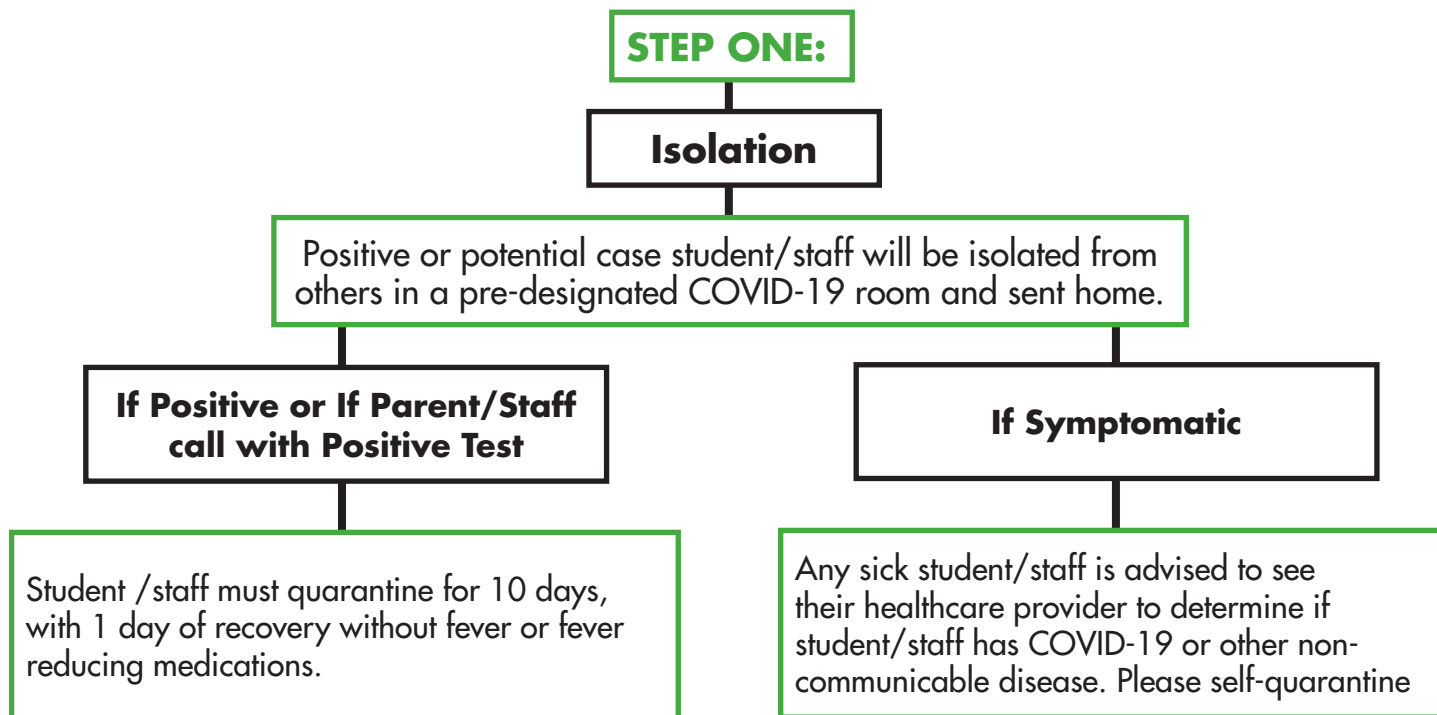 STEP ONE:
Isolation
Positive or potential case student/staff will be isolated from
others in a pre-designated COVID-19 room and sent home.
If Positive or If Parent/Staff
call with Positive Test
Student /staff must quarantine for 10 days,
with 1 day of recovery without fever or fever
reducing medications.
If Symptomatic
Any sick student/staff is advised to see
their healthcare provider to determine if
student/staff has COVID-19 or other non-
communicable disease. Please self-quarantine